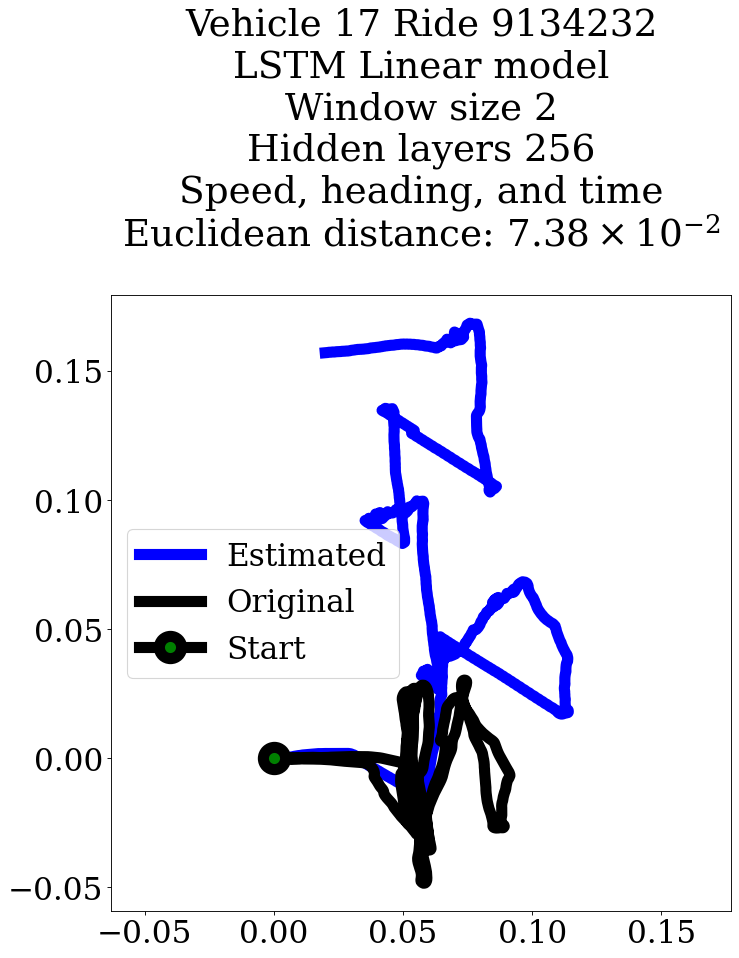 Vehicle 17 Ride 9134232
LSTM Linear model
Window size 2
Hidden layers 256
Speed, heading, and time
Euclidean distance: 7.38 × 10⁻²
0.15
0.10
0.05
0.00
−0.05
Estimated
Original
Start
−0.05 0.00 0.05 0.10 0.15